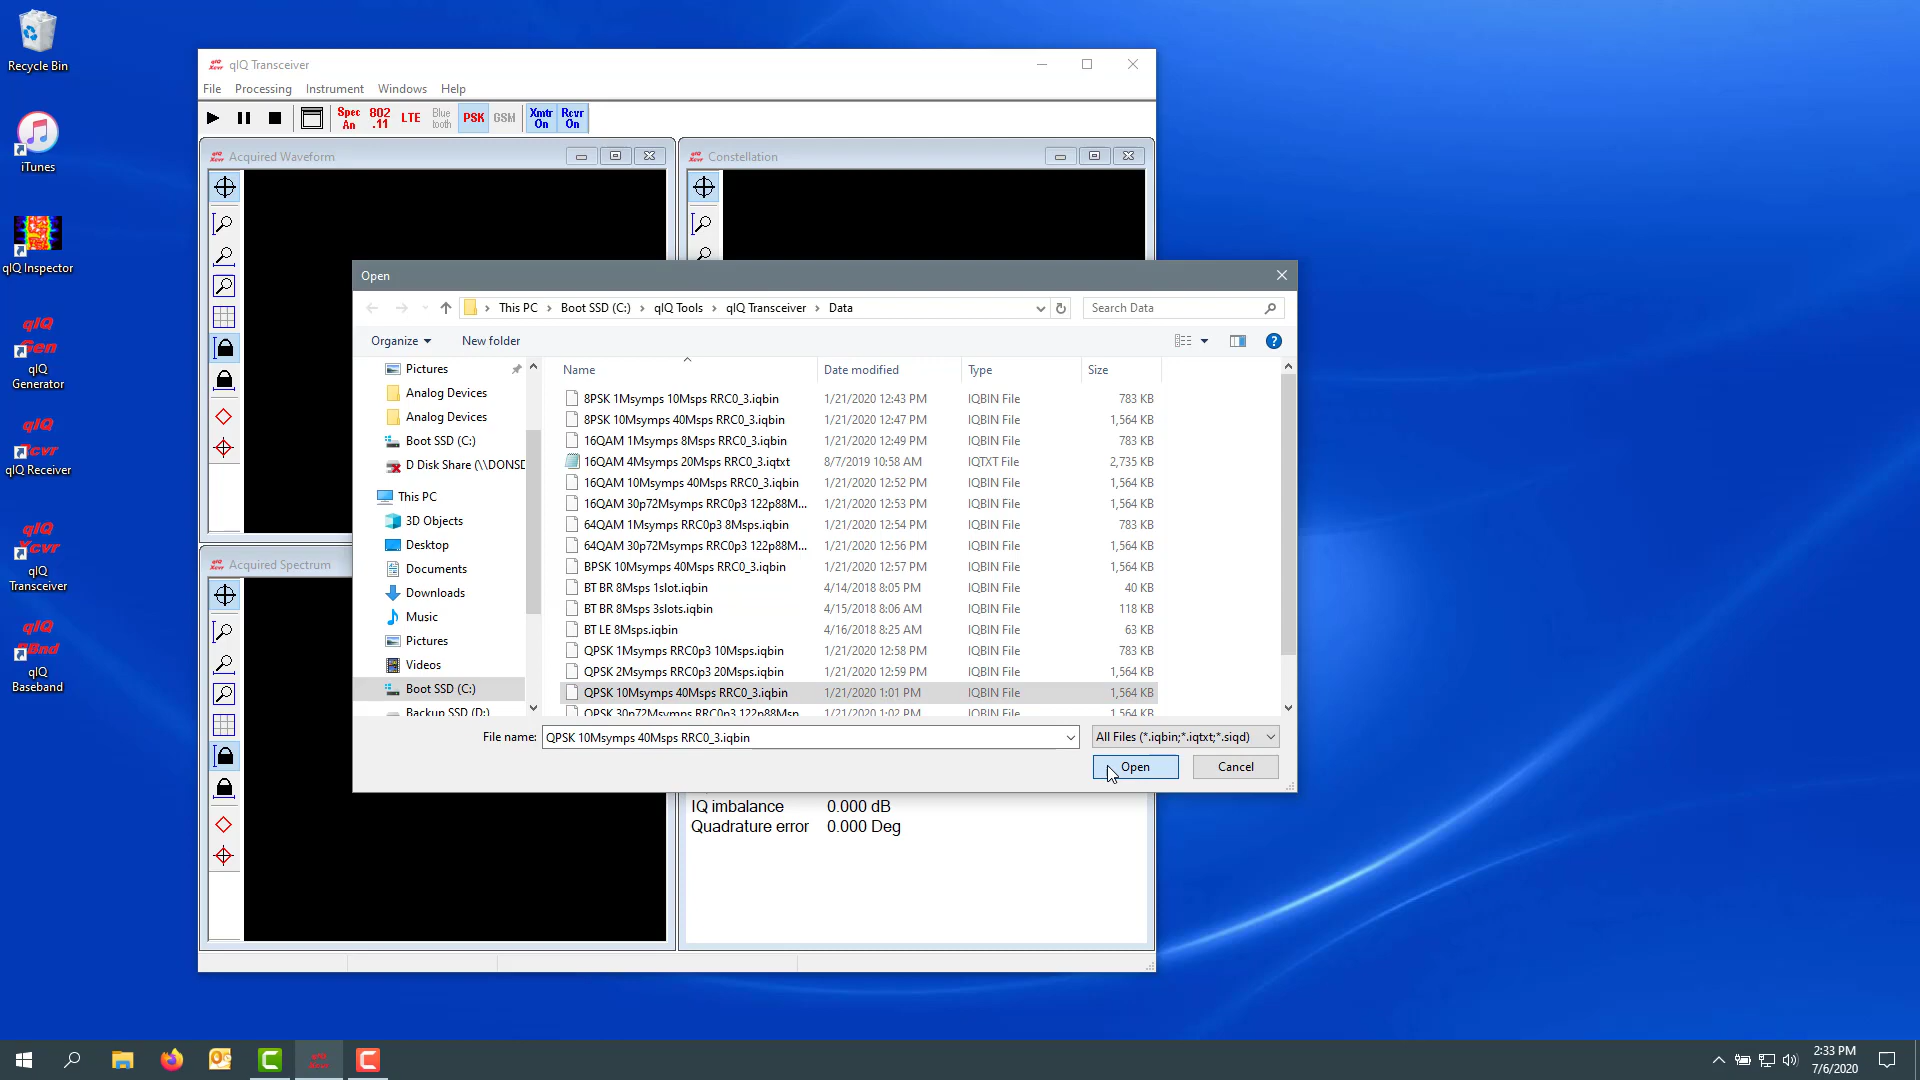 Recycle Bin
iTunes
qIQ Inspector
qIQ
Gen
qIQ
Generator
qIQ
Rcvr
qIQ Receiver
qIQ
Xcvr
qIQ
Transceiver
qIQ
BBnd
qIQ
Baseband
qIQ Transceiver
File Processing Instrument Windows Help
Spec An 802 .11 LTE Blue tooth PSK GSM Xmtr On Rcvr On
Acquired Waveform
Constellation
Open
This PC Boot SSD (C:) qIQ Tools qIQ Transceiver Data
Search Data
Organize New folder
Pictures
Analog Devices
Analog Devices
Boot SSD (C:)
D Disk Share (\\DONSD
This PC
3D Objects
Desktop
Documents
Downloads
Music
Pictures
Videos
Boot SSD (C:)
Backup SSD (D:)
Name Date modified Type Size
8PSK 1Msymps 10Msps RRC0_3.iqbin 1/21/2020 12:43 PM IQBIN File 783 KB
8PSK 10Msymps 40Msps RRC0_3.iqbin 1/21/2020 12:47 PM IQBIN File 1,564 KB
16QAM 1Msymps 8Msps RRC0_3.iqbin 1/21/2020 12:49 PM IQBIN File 783 KB
16QAM 4Msymps 20Msps RRC0_3.iqtxt 8/7/2019 10:58 AM IQTXT File 2,735 KB
16QAM 10Msymps 40Msps RRC0_3.iqbin 1/21/2020 12:52 PM IQBIN File 1,564 KB
16QAM 30p72Msymps RRC0p3 122p88M... 1/21/2020 12:53 PM IQBIN File 1,564 KB
64QAM 1Msymps RRC0p3 8Msps.iqbin 1/21/2020 12:54 PM IQBIN File 783 KB
64QAM 30p72Msymps RRC0p3 122p88M... 1/21/2020 12:56 PM IQBIN File 1,564 KB
BPSK 10Msymps 40Msps RRC0_3.iqbin 1/21/2020 12:57 PM IQBIN File 1,564 KB
BT BR 8Msps 1slot.iqbin 4/14/2018 8:05 PM IQBIN File 40 KB
BT BR 8Msps 3slots.iqbin 4/15/2018 8:06 AM IQBIN File 118 KB
BT LE 8Msps.iqbin 4/16/2018 8:25 AM IQBIN File 63 KB
QPSK 1Msymps RRC0p3 10Msps.iqbin 1/21/2020 12:58 PM IQBIN File 783 KB
QPSK 2Msymps RRC0p3 20Msps.iqbin 1/21/2020 12:59 PM IQBIN File 1,564 KB
QPSK 10Msymps 40Msps RRC0_3.iqbin 1/21/2020 1:01 PM IQBIN File 1,564 KB
QPSK 30p72Msymps RRC0p3 122p88Msp 1/21/2020 1:02 PM IQBIN File 1,564 KB
File name: QPSK 10Msymps 40Msps RRC0_3.iqbin All Files (*.iqbin;*.iqtxt;*.siqd)
Open Cancel
Acquired Spectrum
IQ imbalance 0.000 dB
Quadrature error 0.000 Deg
2:33 PM
7/6/2020